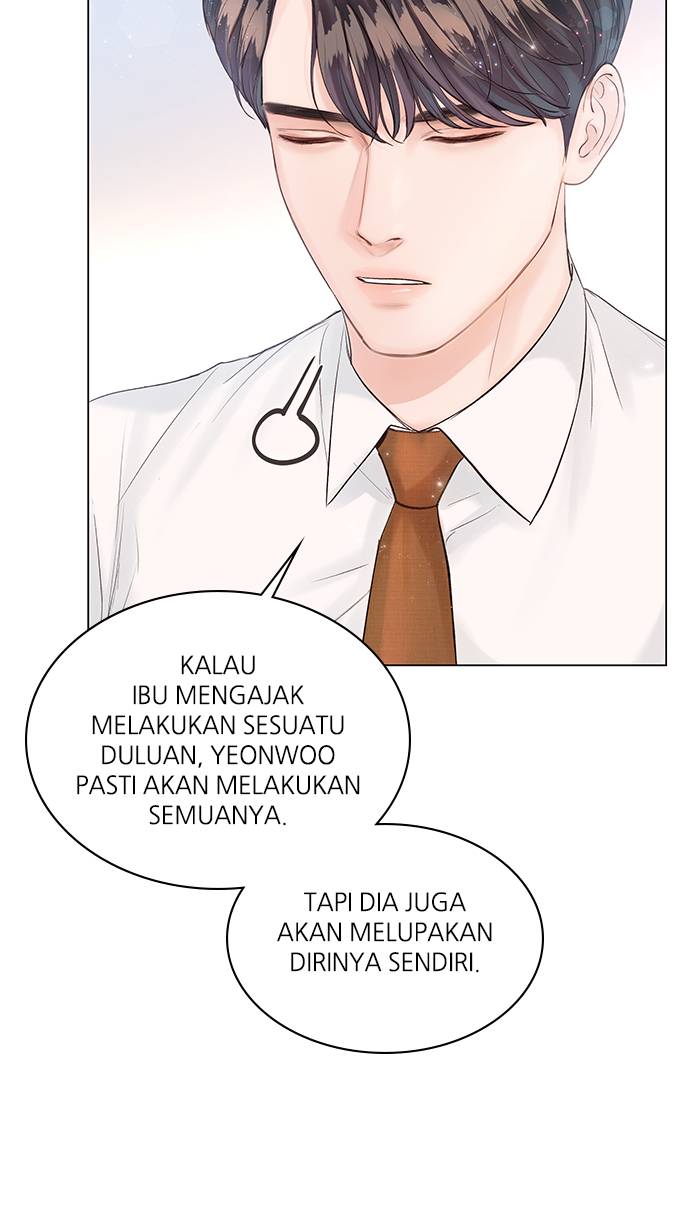 KALAU
IBU MENGAJAK
MELAKUKAN SESUATU
DULUAN, YEONWOO
PASTI AKAN MELAKUKAN
SEMUANYA.
TAPI DIA JUGA
AKAN MELUPAKAN
DIRINYA SENDIRI.